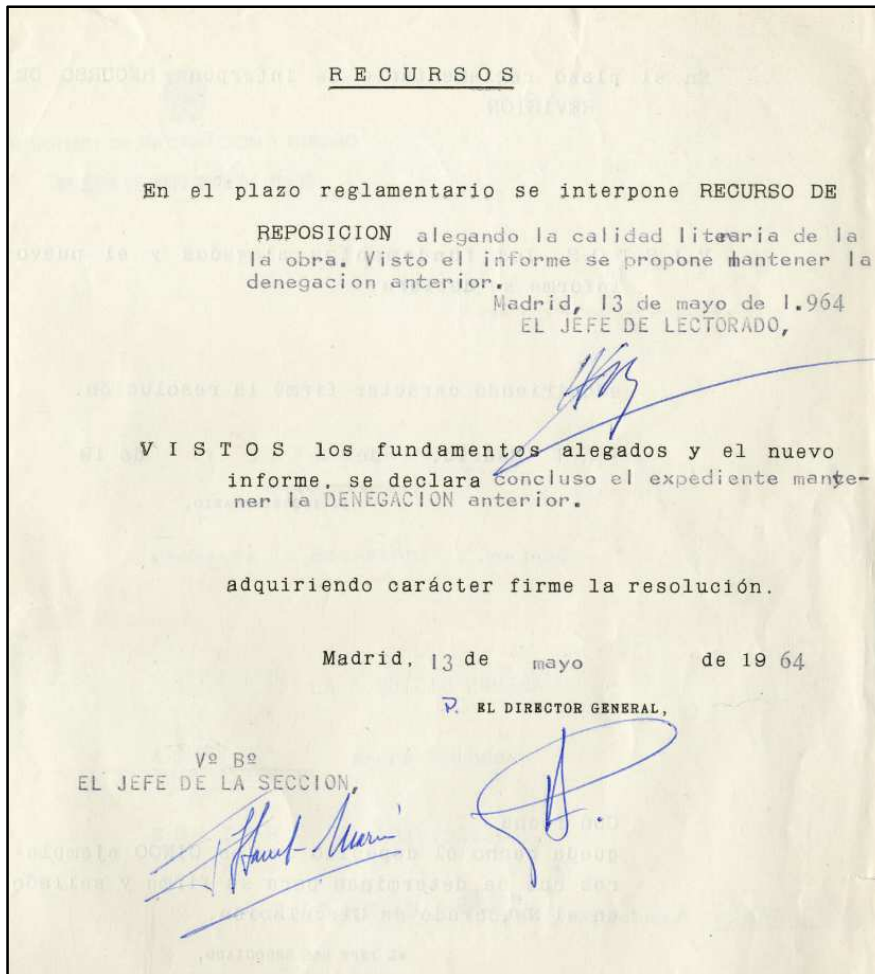 RECURSOS
En el plazo reglamentario se interpone RECURSO DE
REPOSICION alegando la calidad literaria de la
la obra. Visto el informe se propone mantener la
denegacion anterior.
Madrid, 13 de mayo de 1.964
EL JEFE DE LECTORADO,
VISTOS los fundamentos alegados y el nuevo
informe, se declara concluso el expediente mante-
ner la DENEGACION anterior.
adquiriendo carácter firme la resolución.
Madrid, 13 de mayo de 19 64
P. EL DIRECTOR GENERAL,
Vº Bº
EL JEFE DE LA SECCION,